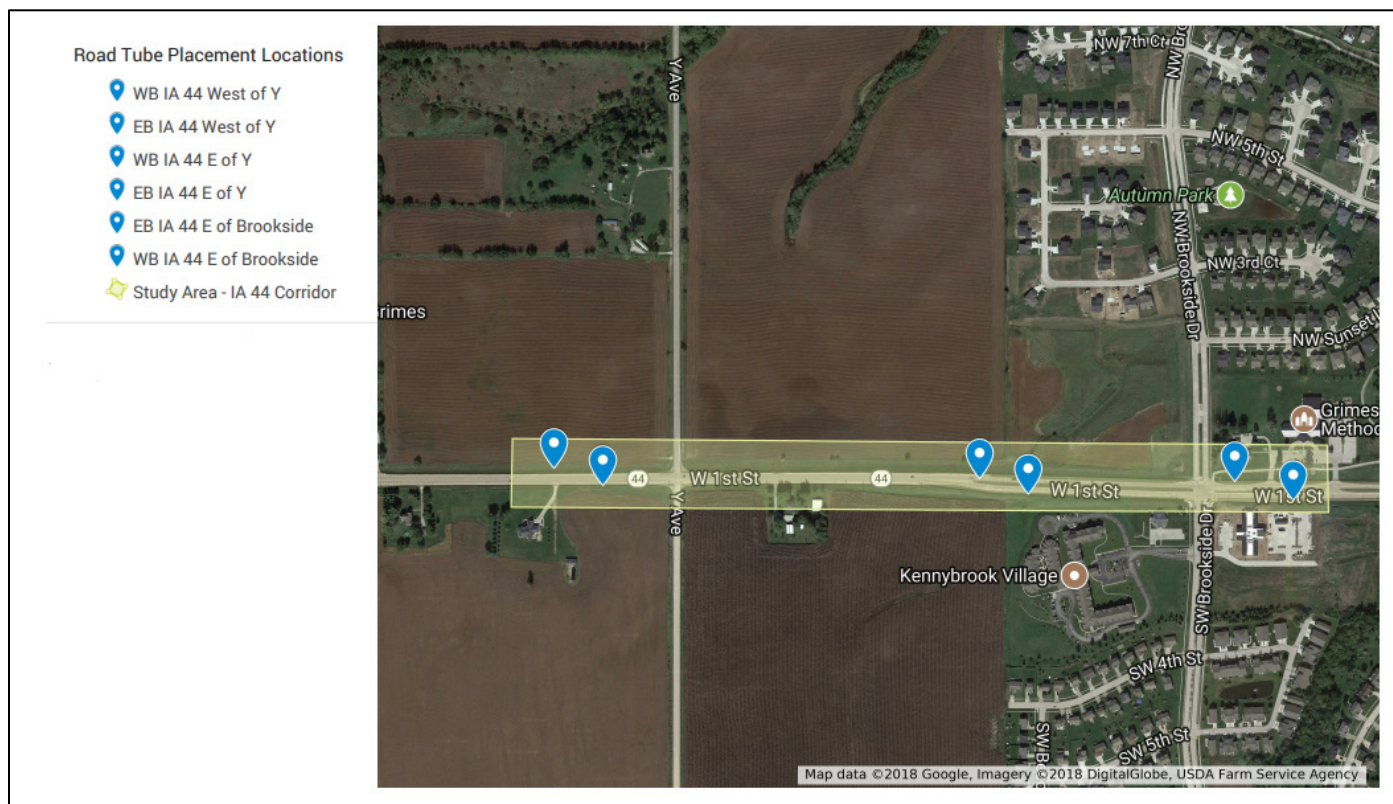 Road Tube Placement Locations
WB IA 44 West of Y
EB IA 44 West of Y
WB IA 44 E of Y
EB IA 44 E of Y
EB IA 44 E of Brookside
WB IA 44 E of Brookside
Study Area - IA 44 Corridor
Y Ave
NW 7th Ct
NW Bro
NW 5th St
Autumn Park
NW Brookside Dr
NW 3rd Ct
Grimes
NW Sunset L
Grimes
Method
44
W 1st St
44
W 1st St
W 1st St
Y Ave
Kennybrook Village
SW Brookside Dr
SW 4th St
SW 5th St
Map data ©2018 Google, Imagery ©2018 DigitalGlobe, USDA Farm Service Agency